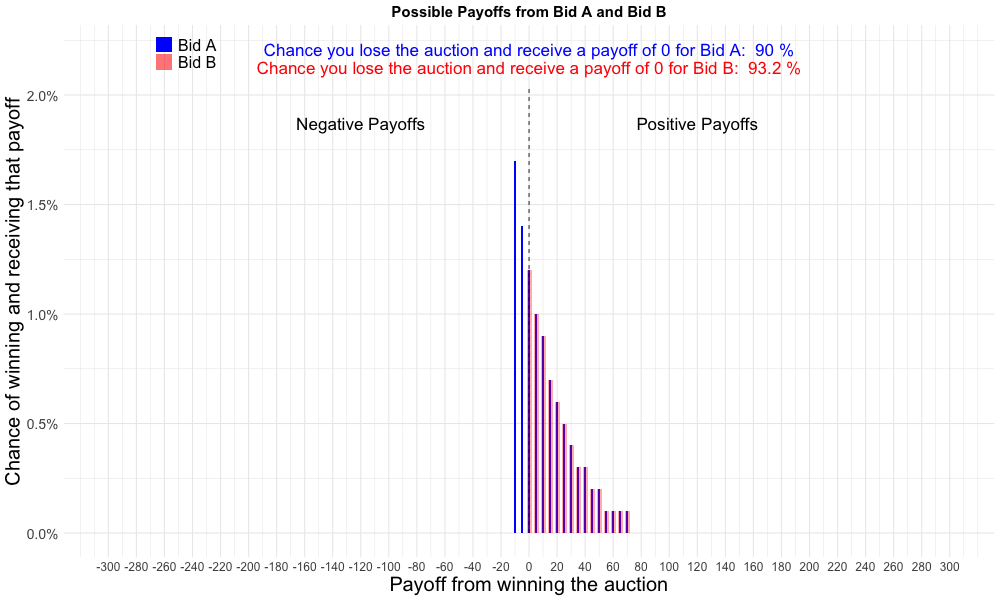 Possible Payoffs from Bid A and Bid B
Bid A
Bid B
Chance you lose the auction and receive a payoff of 0 for Bid A:  90 %
Chance you lose the auction and receive a payoff of 0 for Bid B:  93.2 %
Negative Payoffs
Positive Payoffs
Chance of winning and receiving that payoff
2.0%
1.5%
1.0%
0.5%
0.0%
-300 -280 -260 -240 -220 -200 -180 -160 -140 -120 -100 -80 -60 -40 -20 0 20 40 60 80 100 120 140 160 180 200 220 240 260 280 300
Payoff from winning the auction